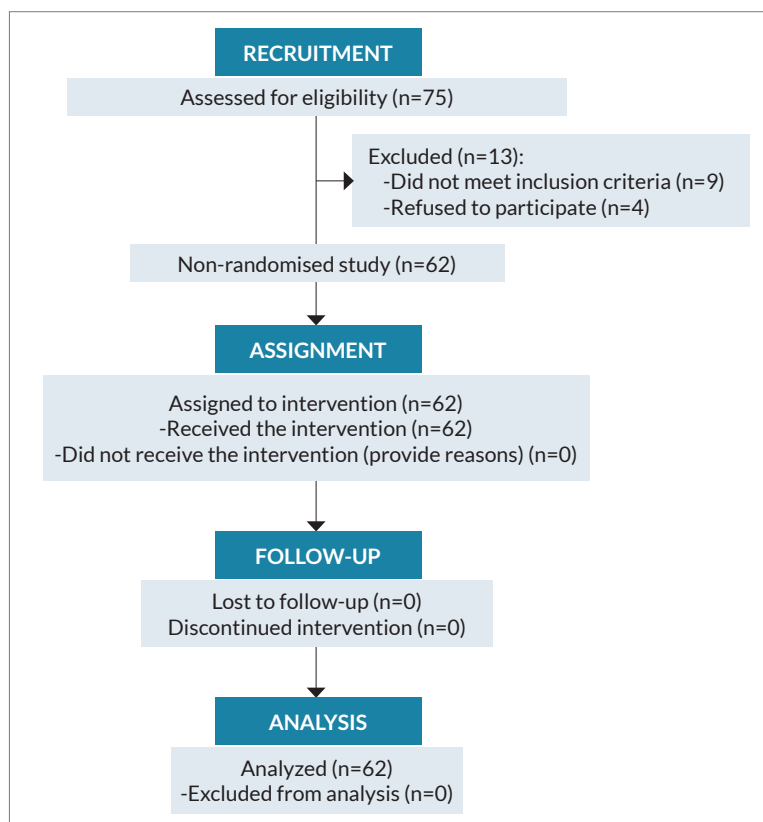 RECRUITMENT
Assessed for eligibility (n=75)
Excluded (n=13):
-Did not meet inclusion criteria (n=9)
-Refused to participate (n=4)
Non-randomised study (n=62)
ASSIGNMENT
Assigned to intervention (n=62)
-Received the intervention (n=62)
-Did not receive the intervention (provide reasons) (n=0)
FOLLOW-UP
Lost to follow-up (n=0)
Discontinued intervention (n=0)
ANALYSIS
Analyzed (n=62)
-Excluded from analysis (n=0)